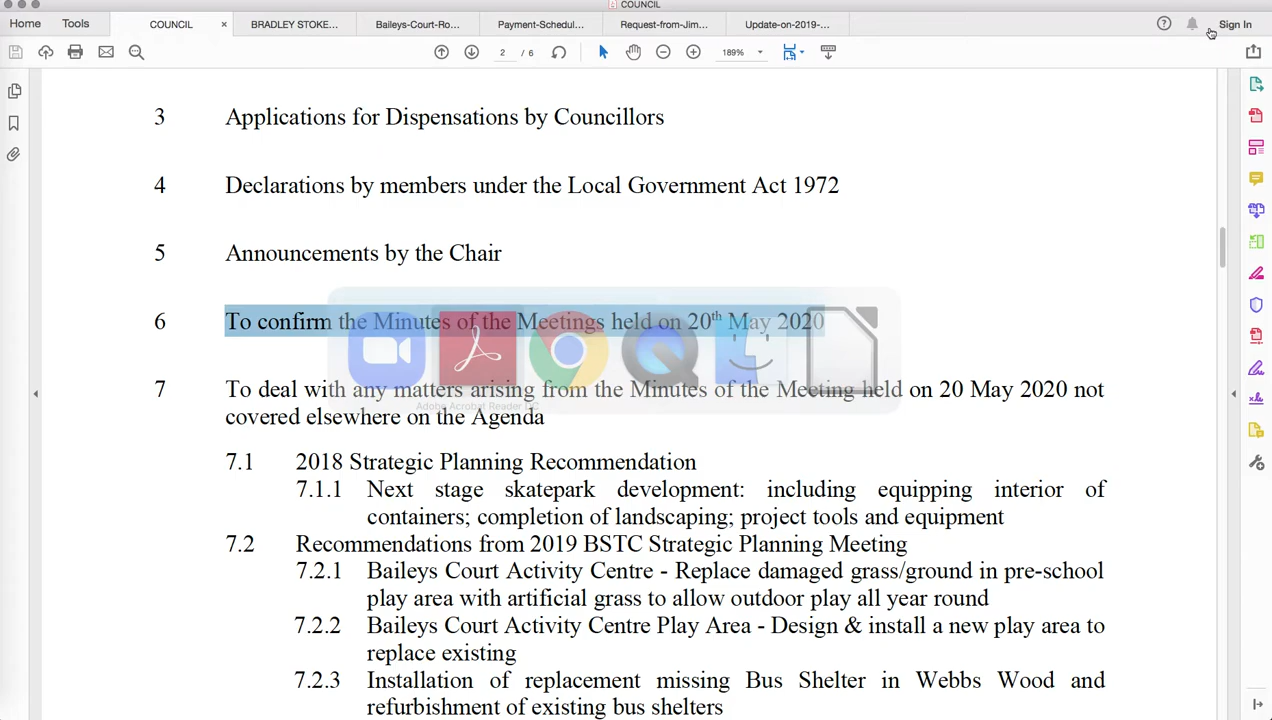 COUNCIL
Home Tools COUNCIL × BRADLEY STOKE... Baileys-Court-Ro... Payment-Schedul... Request-from-Jim... Update-on-2019-... Sign In
2 / 6 189%
3 Applications for Dispensations by Councillors
4 Declarations by members under the Local Government Act 1972
5 Announcements by the Chair
6 To confirm the Minutes of the Meetings held on 20th May 2020
7 To deal with any matters arising from the Minutes of the Meeting held on 20 May 2020 not
Adobe Acrobat Reader DC
covered elsewhere on the Agenda
7.1 2018 Strategic Planning Recommendation
7.1.1 Next stage skatepark development: including equipping interior of
containers; completion of landscaping; project tools and equipment
7.2 Recommendations from 2019 BSTC Strategic Planning Meeting
7.2.1 Baileys Court Activity Centre - Replace damaged grass/ground in pre-school
play area with artificial grass to allow outdoor play all year round
7.2.2 Baileys Court Activity Centre Play Area - Design & install a new play area to
replace existing
7.2.3 Installation of replacement missing Bus Shelter in Webbs Wood and
refurbishment of existing bus shelters